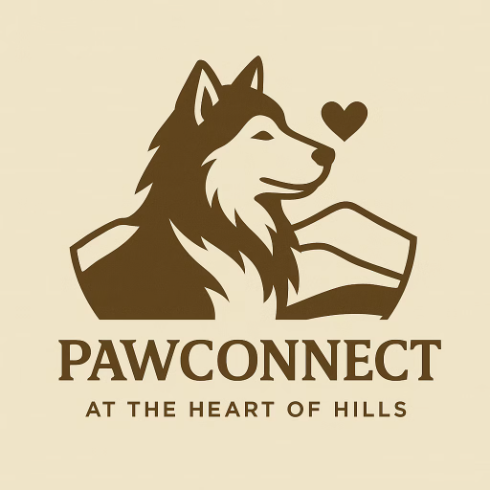 PAWCONNECT
AT THE HEART OF HILLS